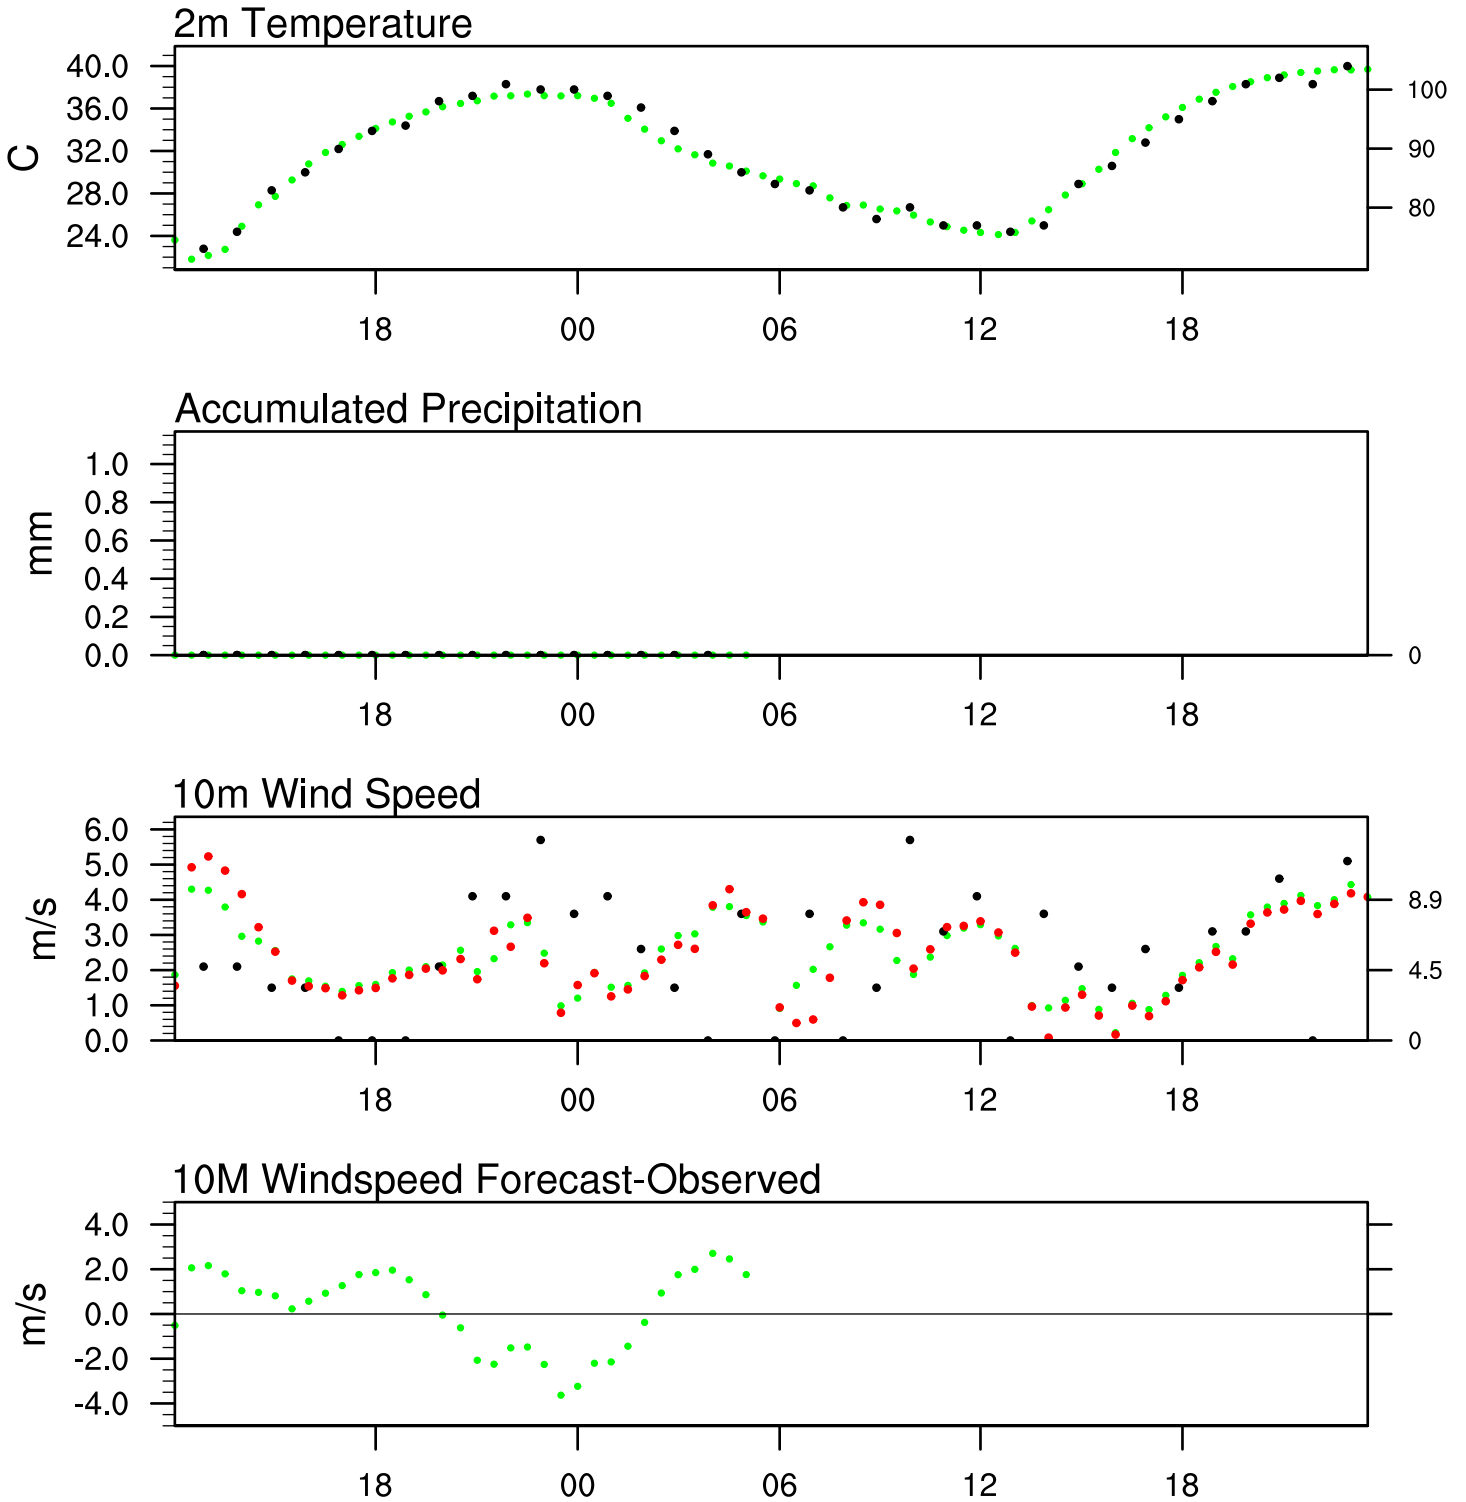 2m Temperature
40.0
36.0
32.0
28.0
24.0
C
100
90
80
18 00 06 12 18
Accumulated Precipitation
1.0
0.8
0.6
0.4
0.2
0.0
mm
0
18 00 06 12 18
10m Wind Speed
6.0
5.0
4.0
3.0
2.0
1.0
0.0
m/s
8.9
4.5
0
18 00 06 12 18
10M Windspeed Forecast-Observed
4.0
2.0
0.0
-2.0
-4.0
m/s
18 00 06 12 18